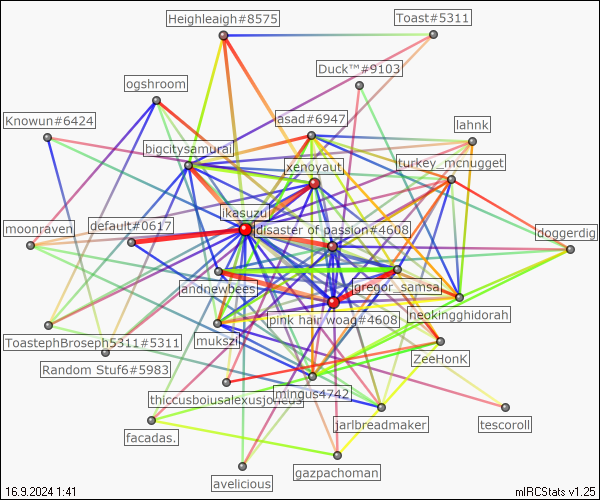 Heighleaigh#8575
Toast#5311
Duck™#9103
ogshroom
Knowun#6424
asad#6947
lahnk
bigcitysamurai
xenoyaut
turkey_mcnugget
ikasuzu
moonraven
default#0617
disaster of passion#4608
doggerdig
andnewbees
gregor_samsa
pink hair woag#4608
neokingghidorah
ToastephBroseph5311#5311
mukszil
ZeeHonK
Random Stuf6#5983
thiccusboiusalexusjoneus
mingus4742
jarlbreadmaker
tescoroll
facadas.
gazpachoman
avelicious
16.9.2024 1:41
mIRCStats v1.25